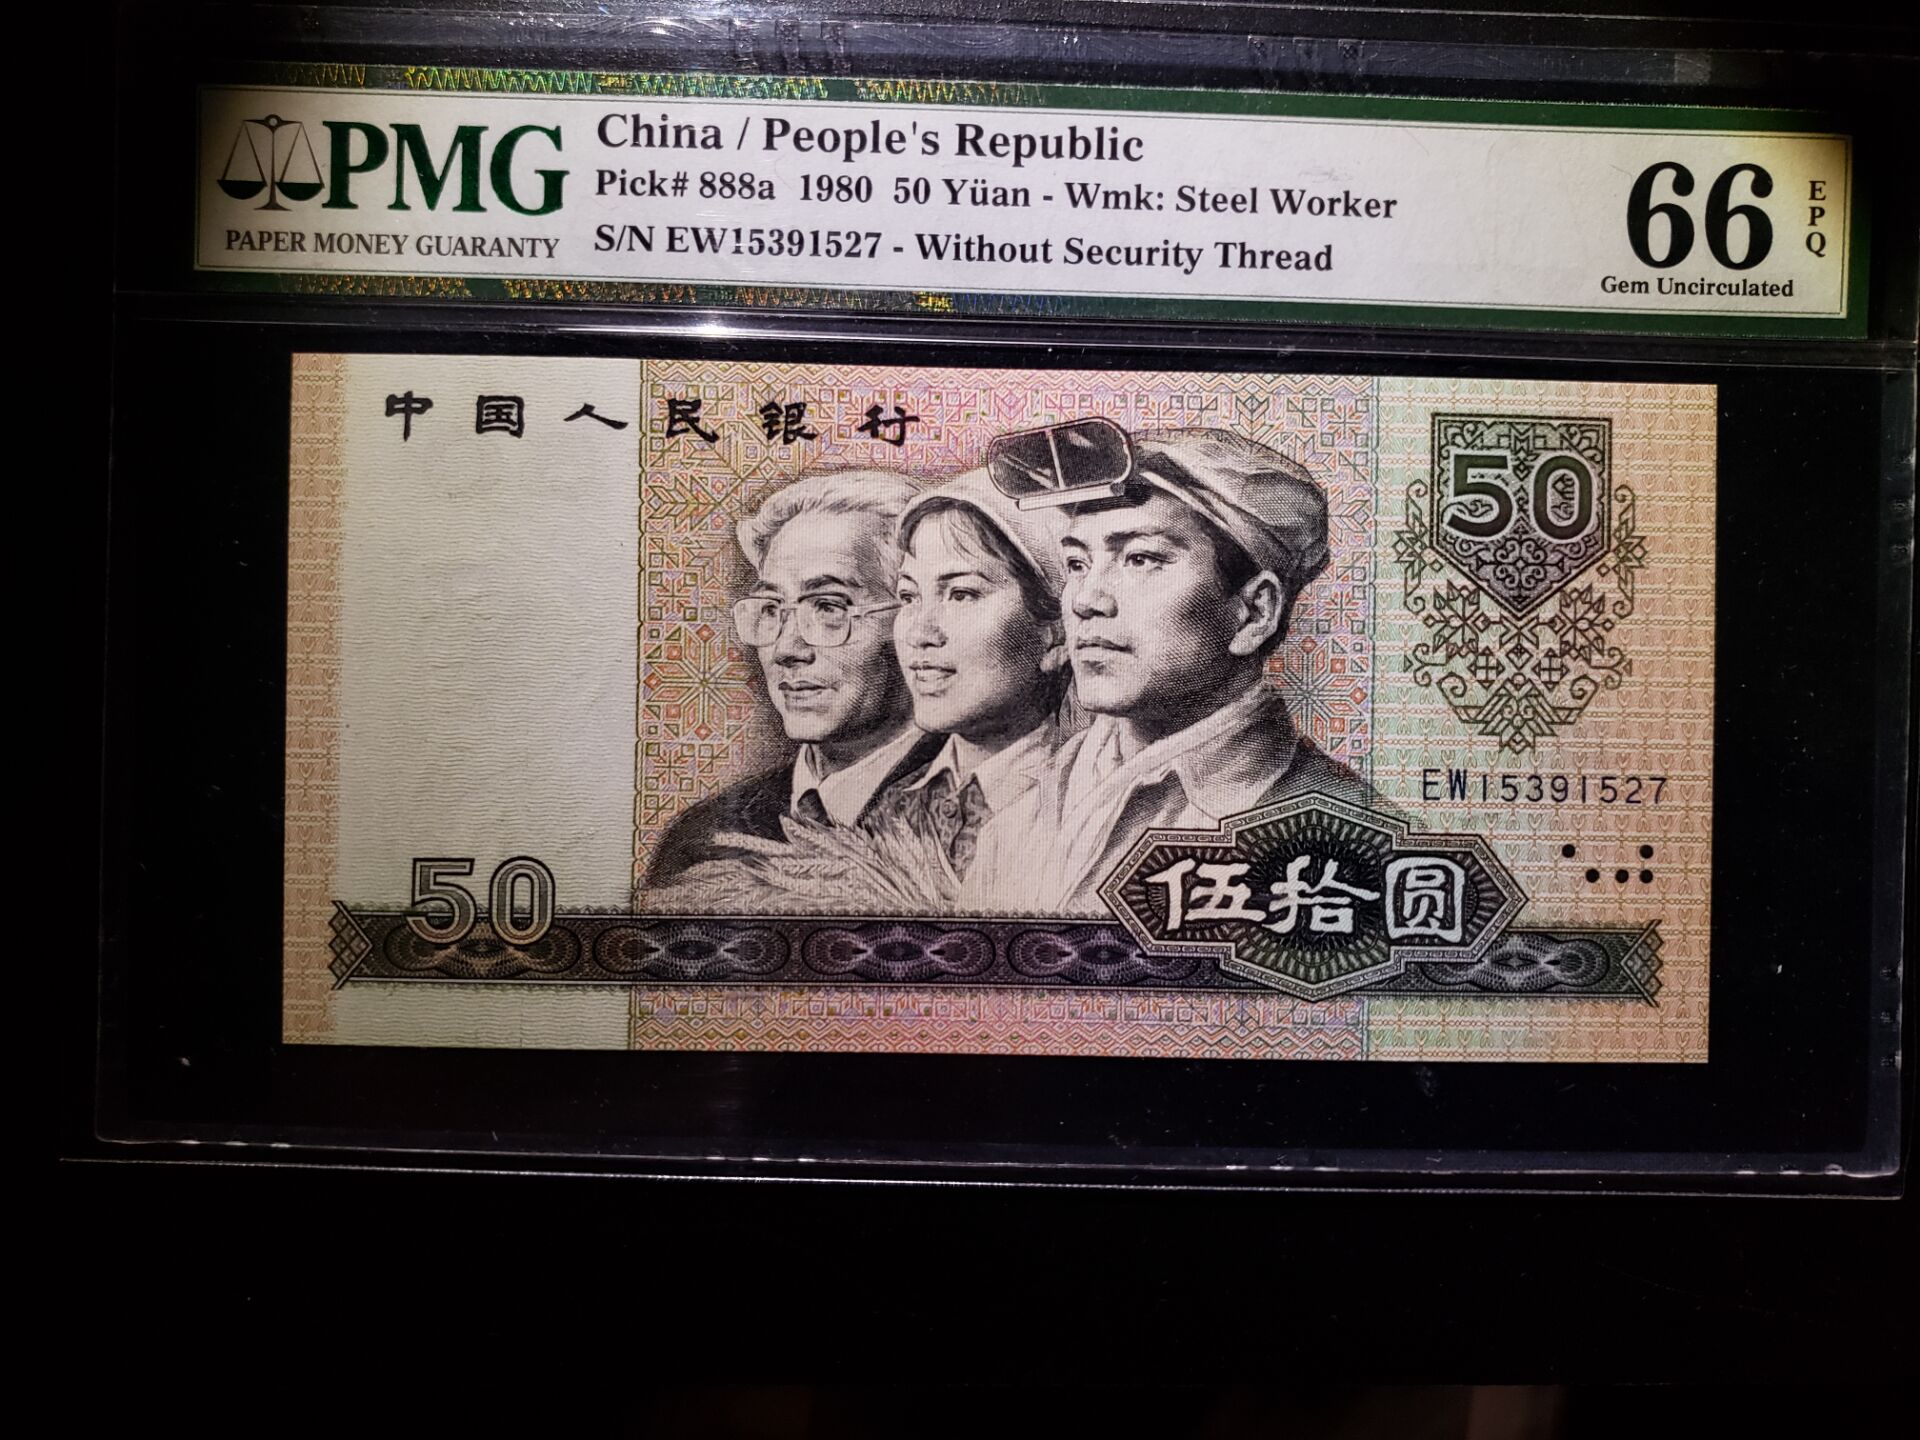 PMG
PAPER MONEY GUARANTY
China / People's Republic
Pick# 888a 1980 50 Yüan - Wmk: Steel Worker
S/N EW15391527 - Without Security Thread
66
EPQ
Gem Uncirculated
中国人民银行
50
EW15391527
50
伍拾圆